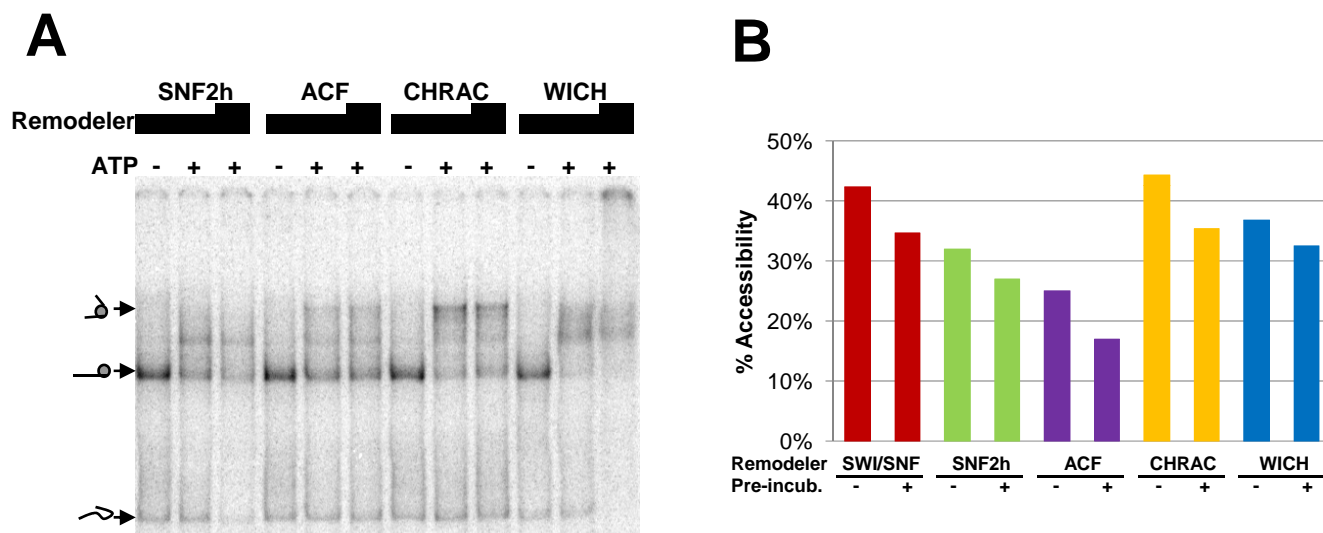 A
SNF2h ACF CHRAC WICH
Remodeler
ATP - + + - + + - + + - + +
B
50%
40%
30%
20%
10%
0%
% Accessibility
Remodeler SWI/SNF SNF2h ACF CHRAC WICH
Pre-incub. - + - + - + - + - +